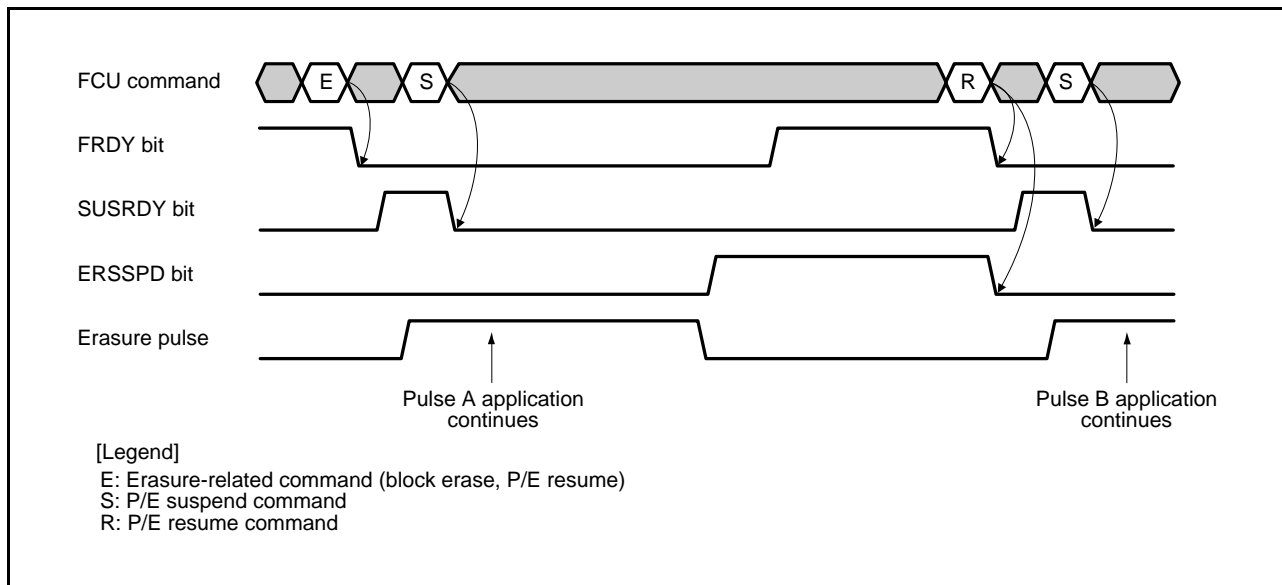 FCU command
E
S
R
S
FRDY bit
SUSRDY bit
ERSSPD bit
Erasure pulse
Pulse A application
continues
Pulse B application
continues
[Legend]
E: Erasure-related command (block erase, P/E resume)
S: P/E suspend command
R: P/E resume command